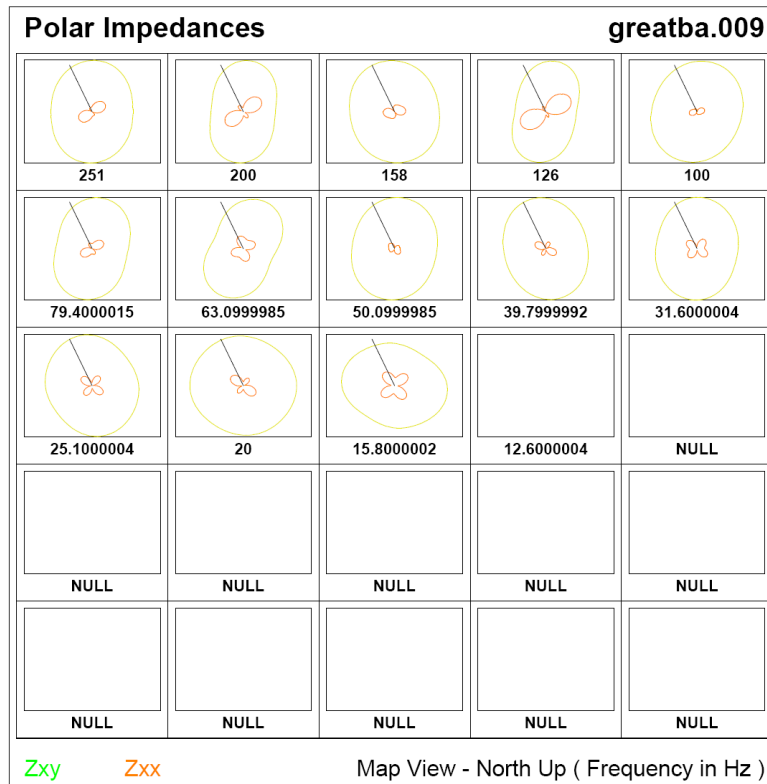 Polar Impedances greatba.009
251 200 158 126 100
79.4000015 63.0999985 50.0999985 39.7999992 31.6000004
25.1000004 20 15.8000002 12.6000004 NULL
NULL NULL NULL NULL NULL
NULL NULL NULL NULL NULL
Zxy Zxx Map View - North Up ( Frequency in Hz )